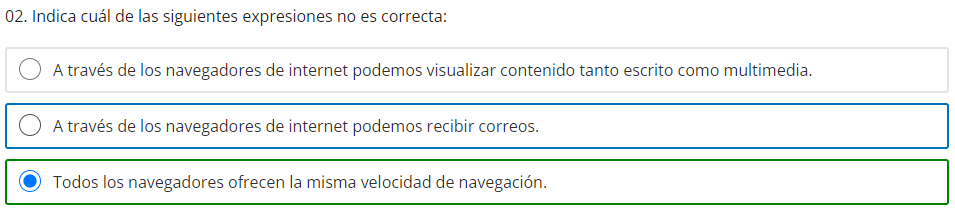 02. Indica cuál de las siguientes expresiones no es correcta:
A través de los navegadores de internet podemos visualizar contenido tanto escrito como multimedia.
A través de los navegadores de internet podemos recibir correos.
Todos los navegadores ofrecen la misma velocidad de navegación.